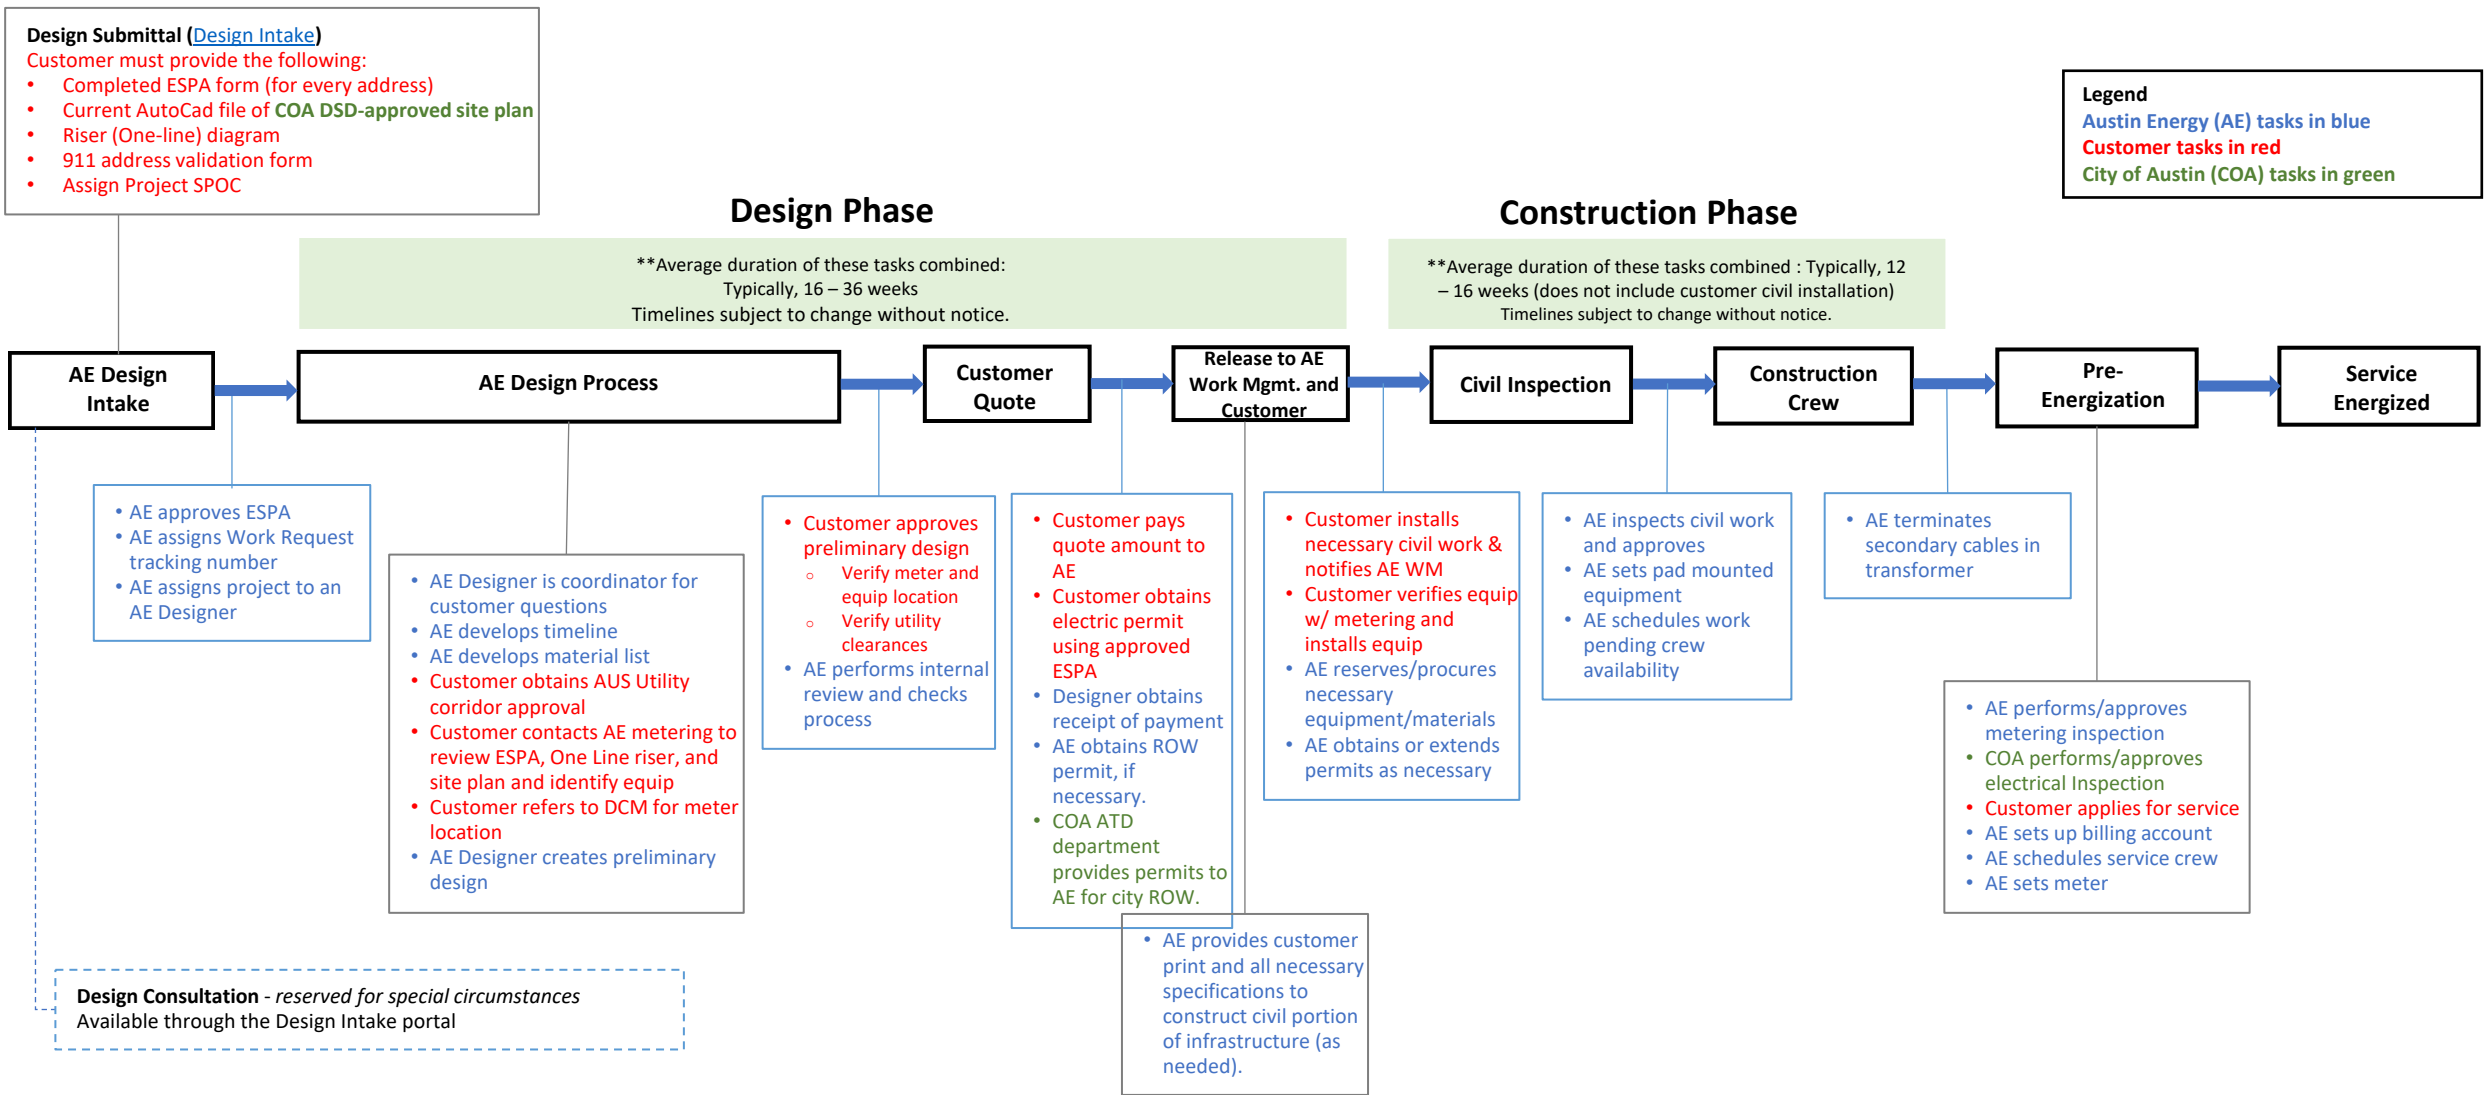 Design Submittal (Design Intake)
Customer must provide the following:
• Completed ESPA form (for every address)
• Current AutoCad file of COA DSD-approved site plan
• Riser (One-line) diagram
• 911 address validation form
• Assign Project SPOC
Legend
Austin Energy (AE) tasks in blue
Customer tasks in red
City of Austin (COA) tasks in green
Design Phase
**Average duration of these tasks combined:
Typically, 16 – 36 weeks
Timelines subject to change without notice.
Construction Phase
**Average duration of these tasks combined : Typically, 12
– 16 weeks (does not include customer civil installation)
Timelines subject to change without notice.
AE Design
Intake
AE Design Process
Customer
Quote
Release to AE
Work Mgmt. and
Customer
Civil Inspection
Construction
Crew
Pre-
Energization
Service
Energized
• AE approves ESPA
• AE assigns Work Request
tracking number
• AE assigns project to an
AE Designer
• AE Designer is coordinator for
customer questions
• AE develops timeline
• AE develops material list
• Customer obtains AUS Utility
corridor approval
• Customer contacts AE metering to
review ESPA, One Line riser, and
site plan and identify equip
• Customer refers to DCM for meter
location
• AE Designer creates preliminary
design
• Customer approves
preliminary design
o Verify meter and
equip location
o Verify utility
clearances
• AE performs internal
review and checks
process
• Customer pays
quote amount to
AE
• Customer obtains
electric permit
using approved
ESPA
• Designer obtains
receipt of payment
• AE obtains ROW
permit, if
necessary.
• COA ATD
department
provides permits to
AE for city ROW.
• AE provides customer
print and all necessary
specifications to
construct civil portion
of infrastructure (as
needed).
• Customer installs
necessary civil work &
notifies AE WM
• Customer verifies equip
w/ metering and
installs equip
• AE reserves/procures
necessary
equipment/materials
• AE obtains or extends
permits as necessary
• AE inspects civil work
and approves
• AE sets pad mounted
equipment
• AE schedules work
pending crew
availability
• AE terminates
secondary cables in
transformer
• AE performs/approves
metering inspection
• COA performs/approves
electrical Inspection
• Customer applies for service
• AE sets up billing account
• AE schedules service crew
• AE sets meter
Design Consultation - reserved for special circumstances
Available through the Design Intake portal